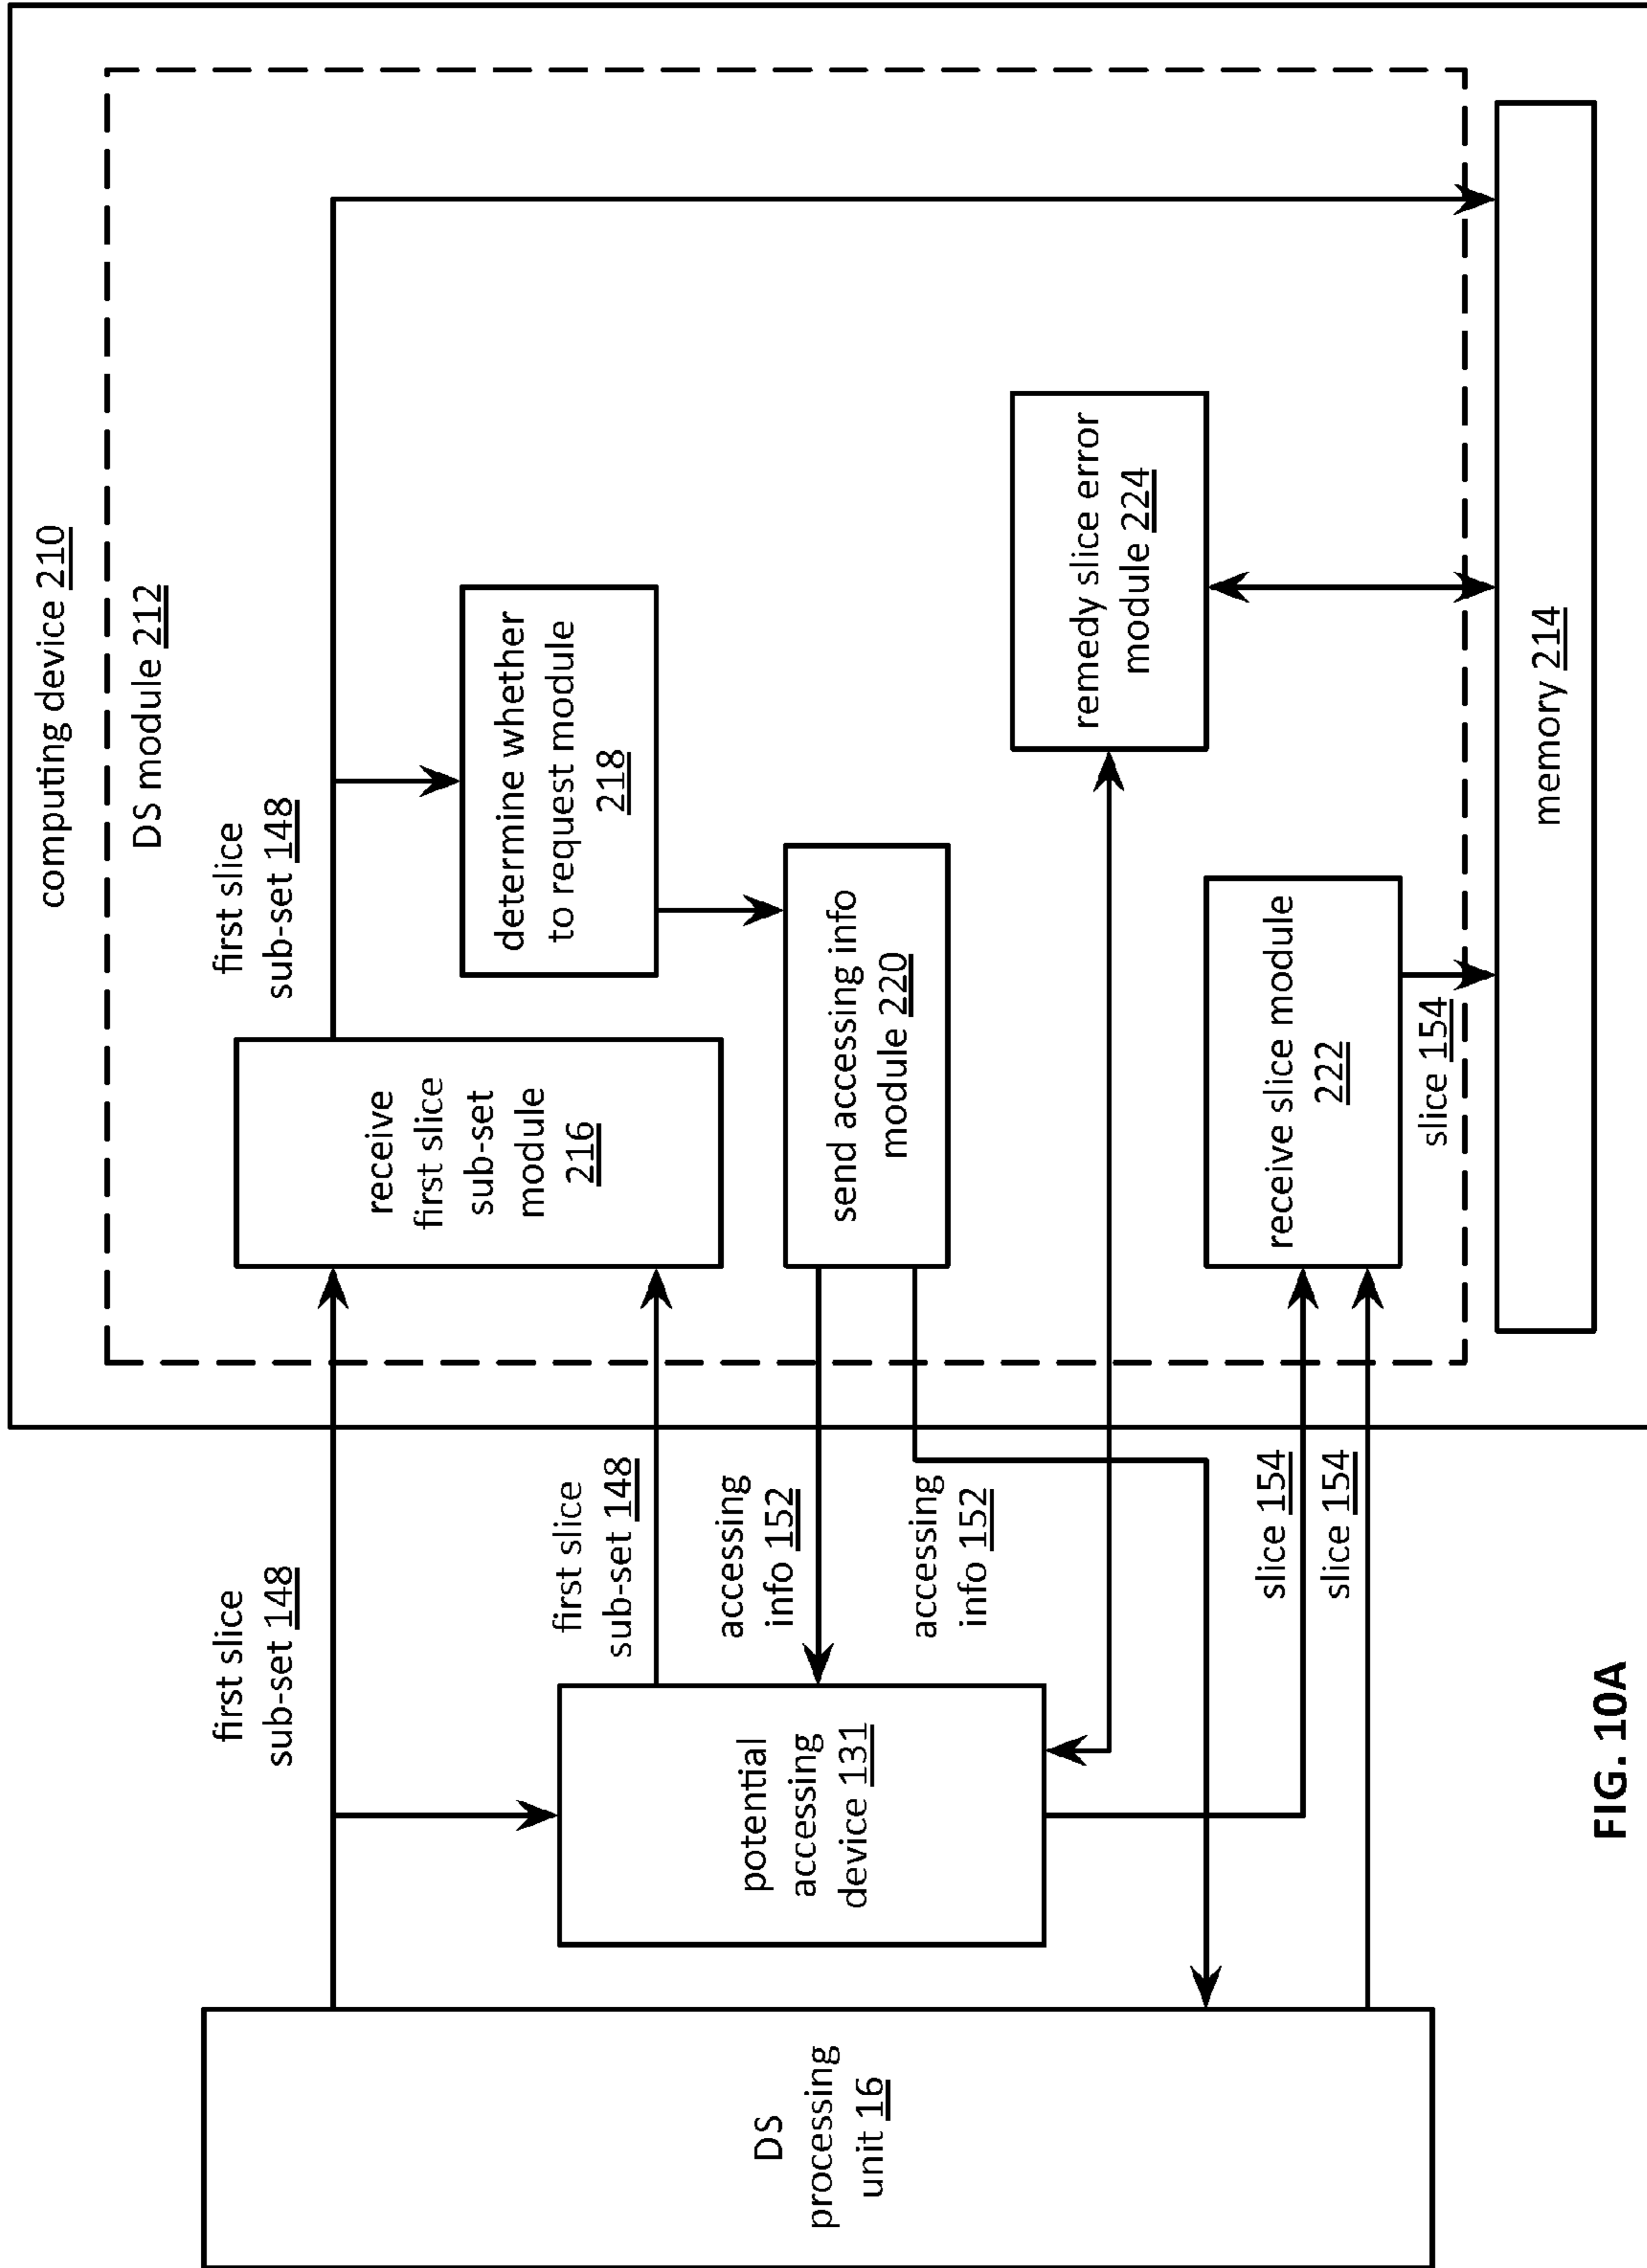 computing device 210
DS module 212
first slice
sub-set 148
first slice
sub-set 148
receive
first slice
sub-set
module
216
determine whether
to request module
218
first slice
sub-set 148
accessing
info 152
send accessing info
module 220
accessing
info 152
DS
processing
unit 16
potential
accessing
device 131
remedy slice error
module 224
slice 154
slice 154
receive slice module
222
slice 154
memory 214
FIG. 10A